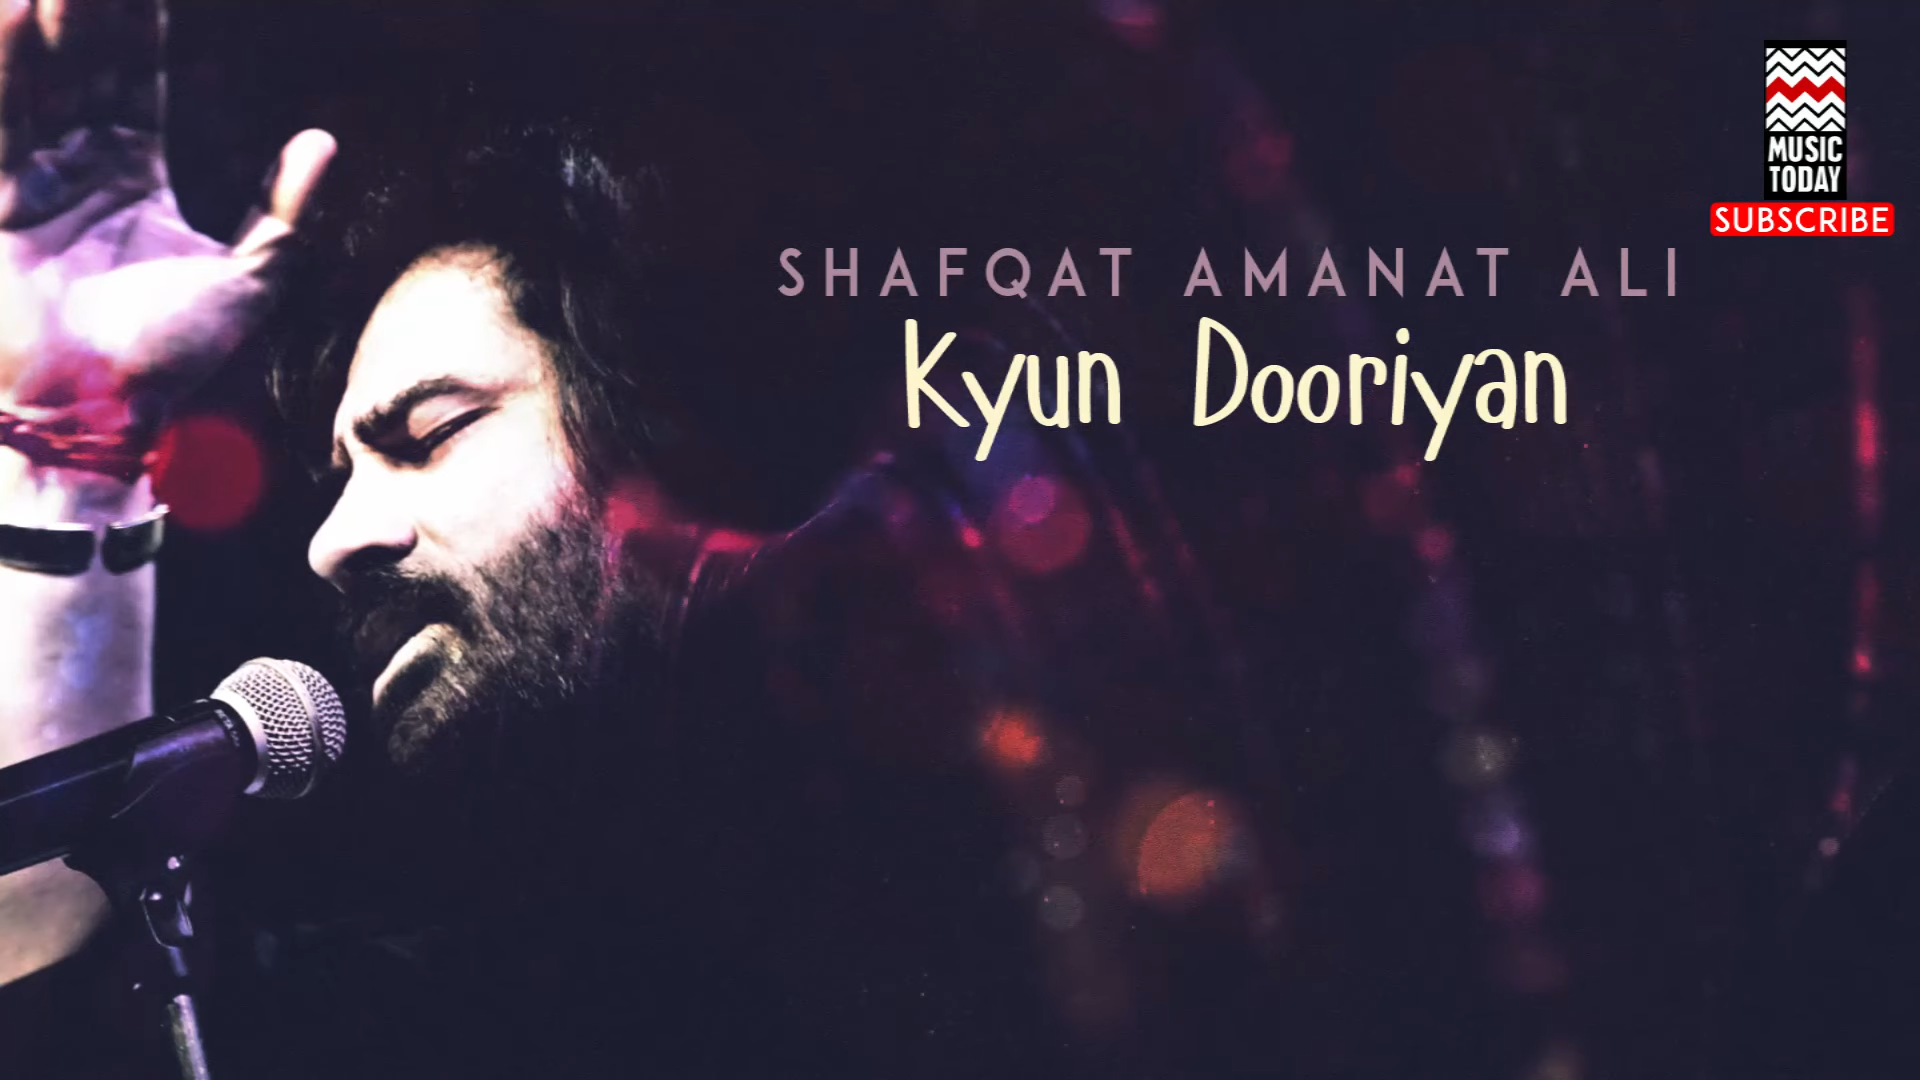 MUSIC
TODAY
SUBSCRIBE
SHAFQAT AMANAT ALI
Kyun Dooriyan